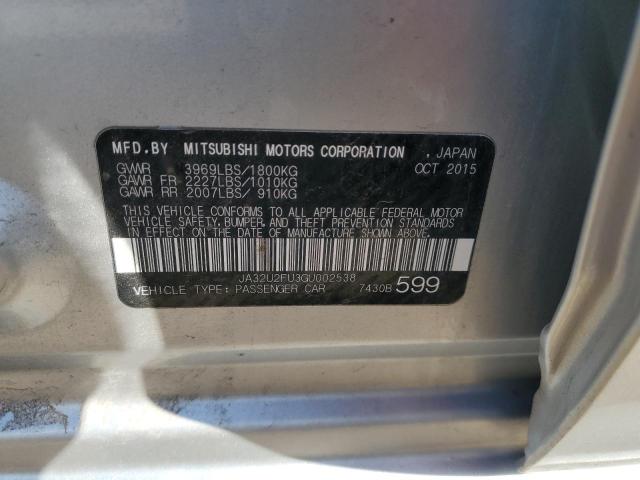 MFD.BY MITSUBISHI MOTORS CORPORATION , JAPAN
GVWR 3969LBS/1800KG OCT 2015
GAWR FR 2227LBS/1010KG
GAWR RR 2007LBS/ 910KG
THIS VEHICLE CONFORMS TO ALL APPLICABLE FEDERAL MOTOR
VEHICLE SAFETY, BUMPER, AND THEFT PREVENTION STANDARDS
IN EFFECT ON THE DATE OF MANUFACTURE SHOWN ABOVE.
JA32U2FU3GU002538
VEHICLE TYPE: PASSENGER CAR 7430B 599